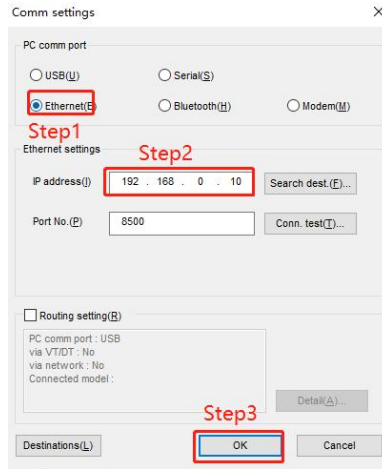 Comm settings
PC comm port
USB(U) Serial(S)
Ethernet(E) Bluetooth(H) Modem(M)
Step1
Ethernet settings
Step2
IP address(I) 192 . 168 . 0 . 10 Search dest.(F)...
Port No.(P) 8500 Conn. test(T)...
Routing setting(R)
PC comm port : USB
via VT/DT : No
via network : No
Connected model :
Detail(A)...
Step3
Destinations(L) OK Cancel